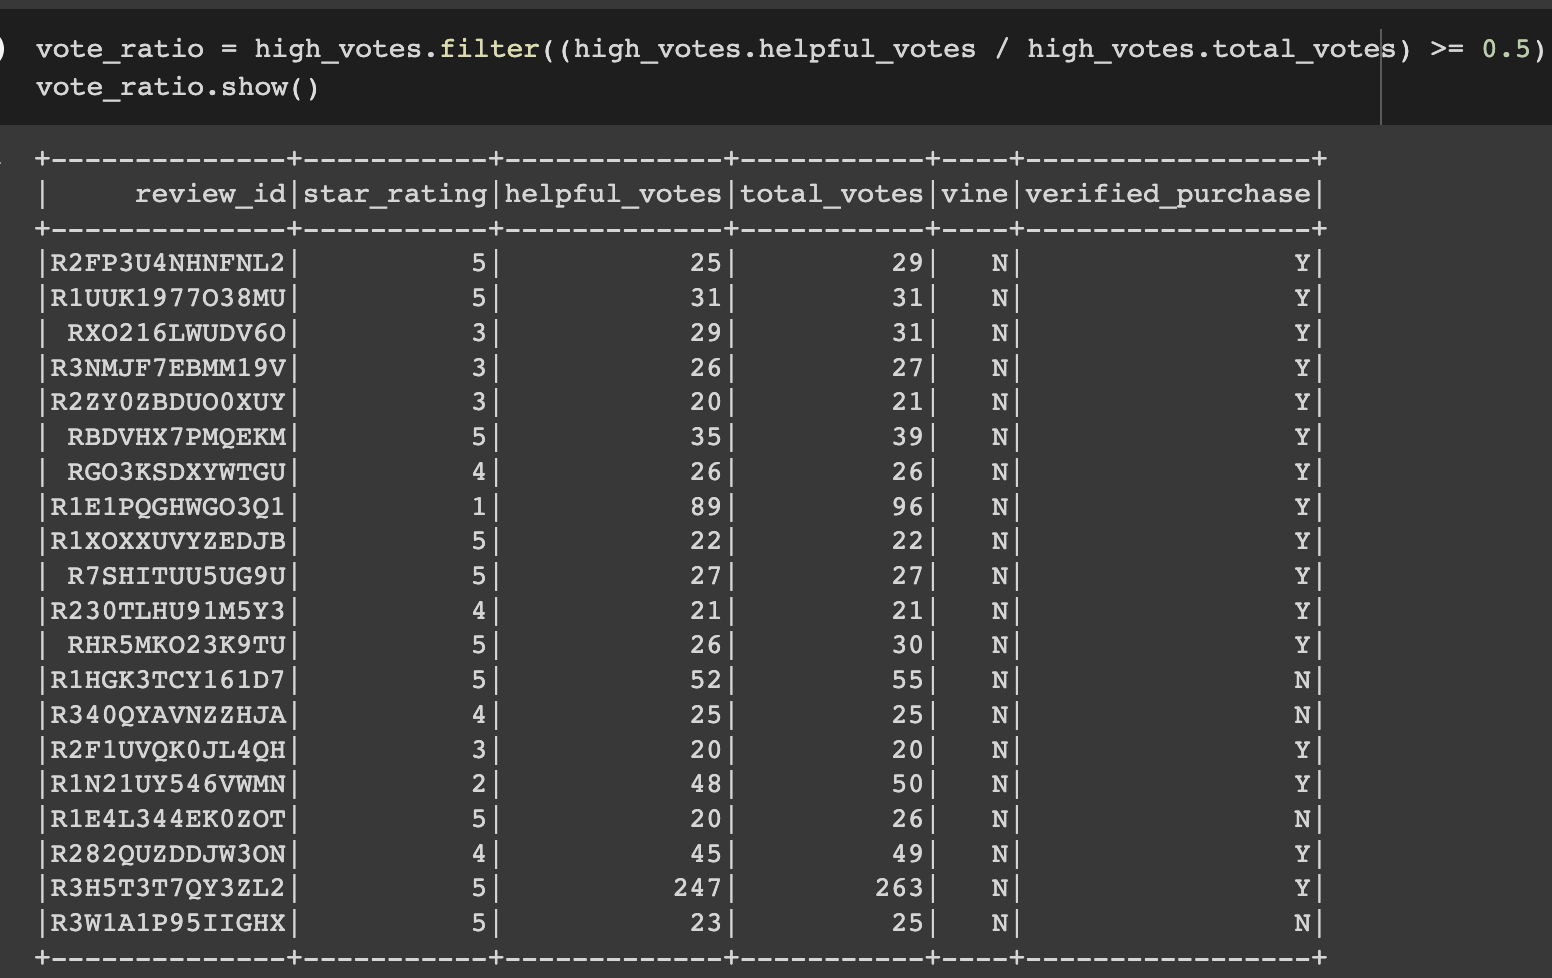 vote_ratio = high_votes.filter((high_votes.helpful_votes / high_votes.total_votes) >= 0.5)
vote_ratio.show()
+--------------+-----------+-------------+-----------+----+-----------------+
|     review_id|star_rating|helpful_votes|total_votes|vine|verified_purchase|
+--------------+-----------+-------------+-----------+----+-----------------+
|R2FP3U4NHNFNL2|          5|           25|         29|   N|                Y|
|R1UUK1977O38MU|          5|           31|         31|   N|                Y|
| RXO216LWUDV6O|          3|           29|         31|   N|                Y|
|R3NMJF7EBMM19V|          3|           26|         27|   N|                Y|
|R2ZY0ZBDUO0XUY|          3|           20|         21|   N|                Y|
| RBDVHX7PMQEKM|          5|           35|         39|   N|                Y|
| RGO3KSDXYWTGU|          4|           26|         26|   N|                Y|
|R1E1PQGHWGO3Q1|          1|           89|         96|   N|                Y|
|R1XOXXUVYZEDJB|          5|           22|         22|   N|                Y|
| R7SHITUU5UG9U|          5|           27|         27|   N|                Y|
|R230TLHU91M5Y3|          4|           21|         21|   N|                Y|
| RHR5MKO23K9TU|          5|           26|         30|   N|                Y|
|R1HGK3TCY161D7|          5|           52|         55|   N|                N|
|R340QYAVNZZHJA|          4|           25|         25|   N|                N|
|R2F1UVQK0JL4QH|          3|           20|         20|   N|                Y|
|R1N21UY546VWMN|          2|           48|         50|   N|                Y|
|R1E4L344EK0ZOT|          5|           20|         26|   N|                N|
|R282QUZDDJW3ON|          4|           45|         49|   N|                Y|
|R3H5T3T7QY3ZL2|          5|          247|        263|   N|                Y|
|R3W1A1P95IIGHX|          5|           23|         25|   N|                N|
+--------------+-----------+-------------+-----------+----+-----------------+